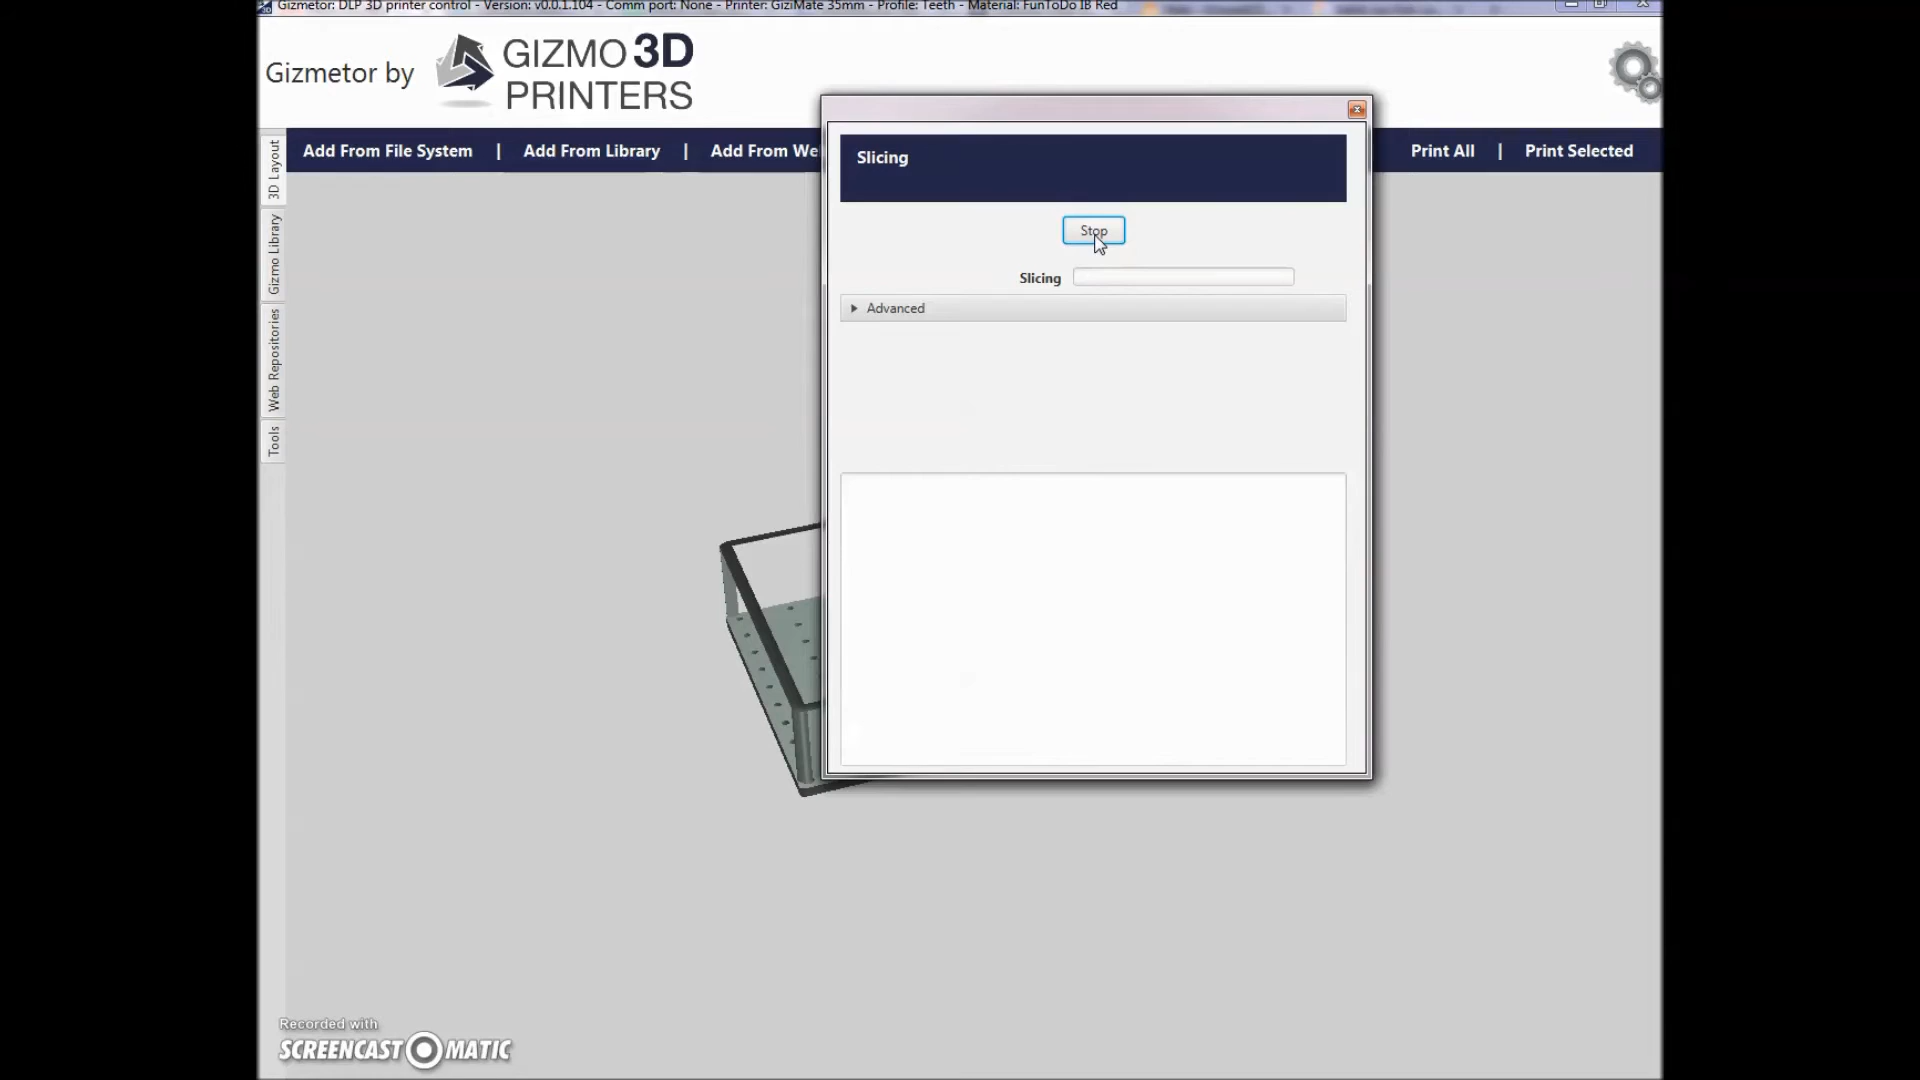 Gizmetor: DLP 3D printer control - Version: v0.0.1.104 - Comm port: None - Printer: GiziMate 35mm - Profile: Teeth - Material: FunToDo IB Red
Gizmetor by
GIZMO 3D
PRINTERS
Add From File System | Add From Library | Add From We
Print All | Print Selected
3D Layout
Gizmo Library
Web Repositories
Tools
Slicing
Stop
Slicing
Advanced
Recorded with
SCREENCAST MATIC